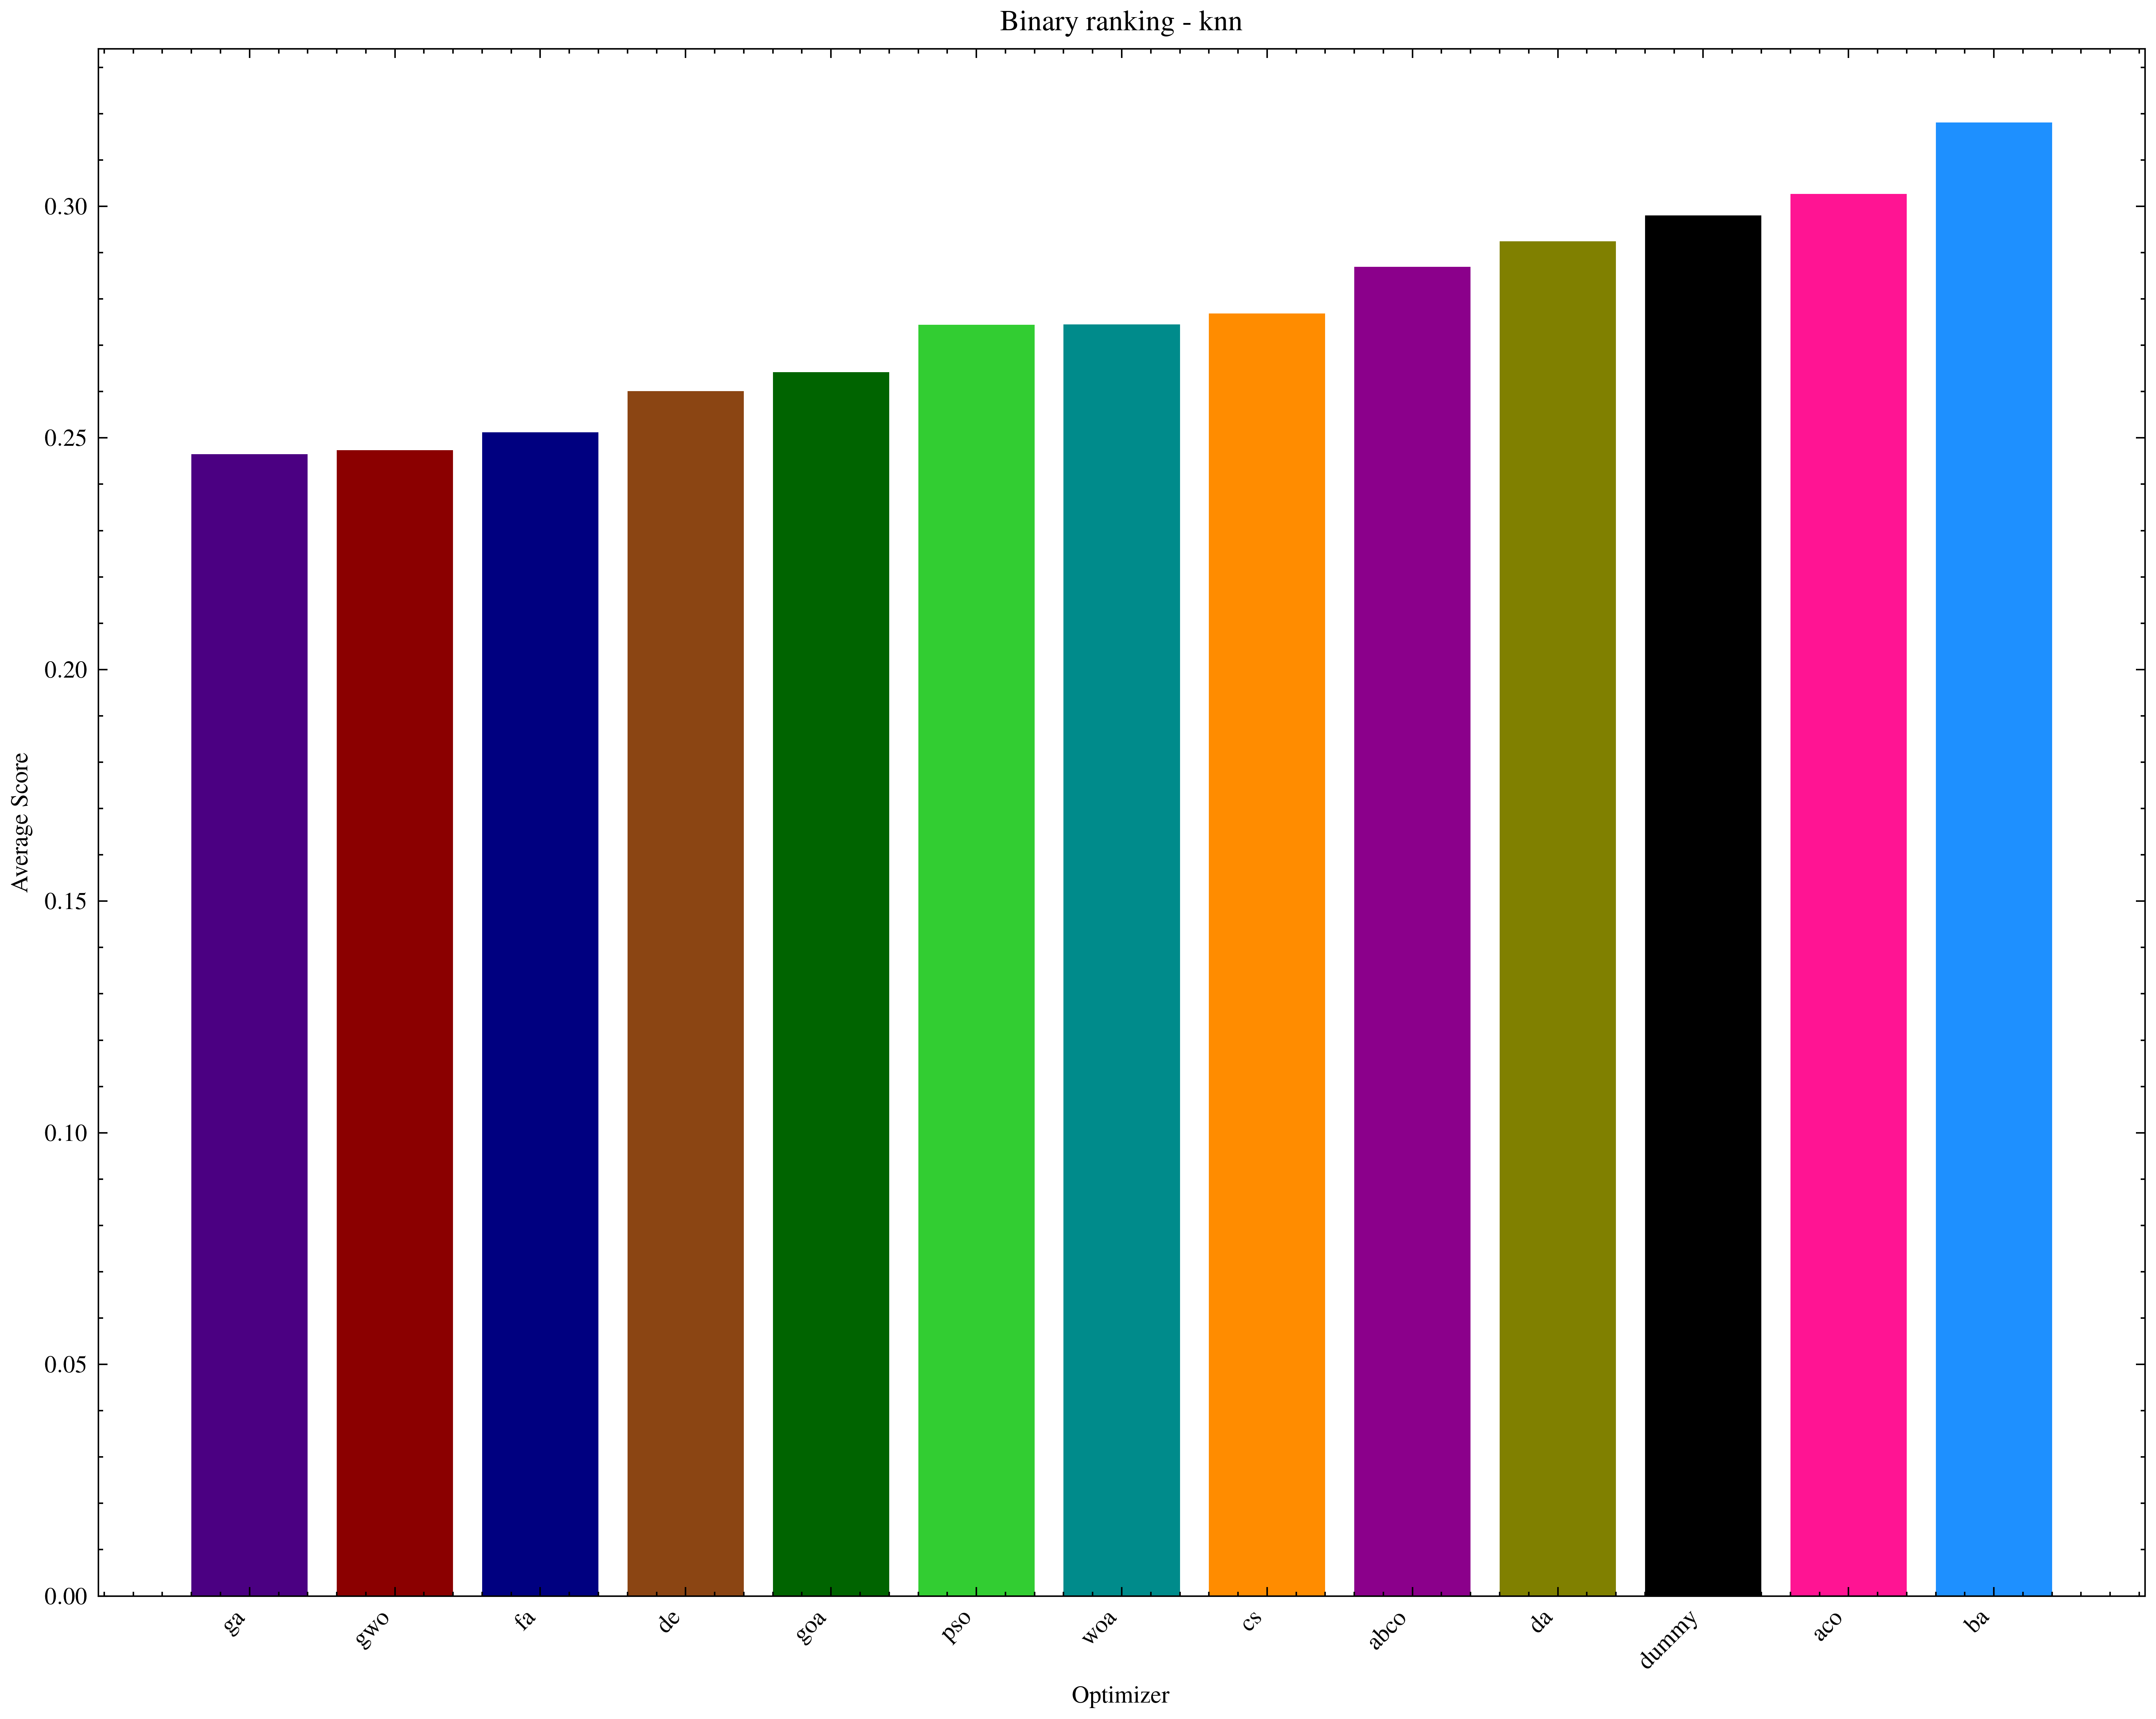 Binary ranking - knn
Average Score
0.30
0.25
0.20
0.15
0.10
0.05
0.00
ga
gwo
fa
de
goa
pso
woa
cs
abco
da
dummy
aco
ba
Optimizer